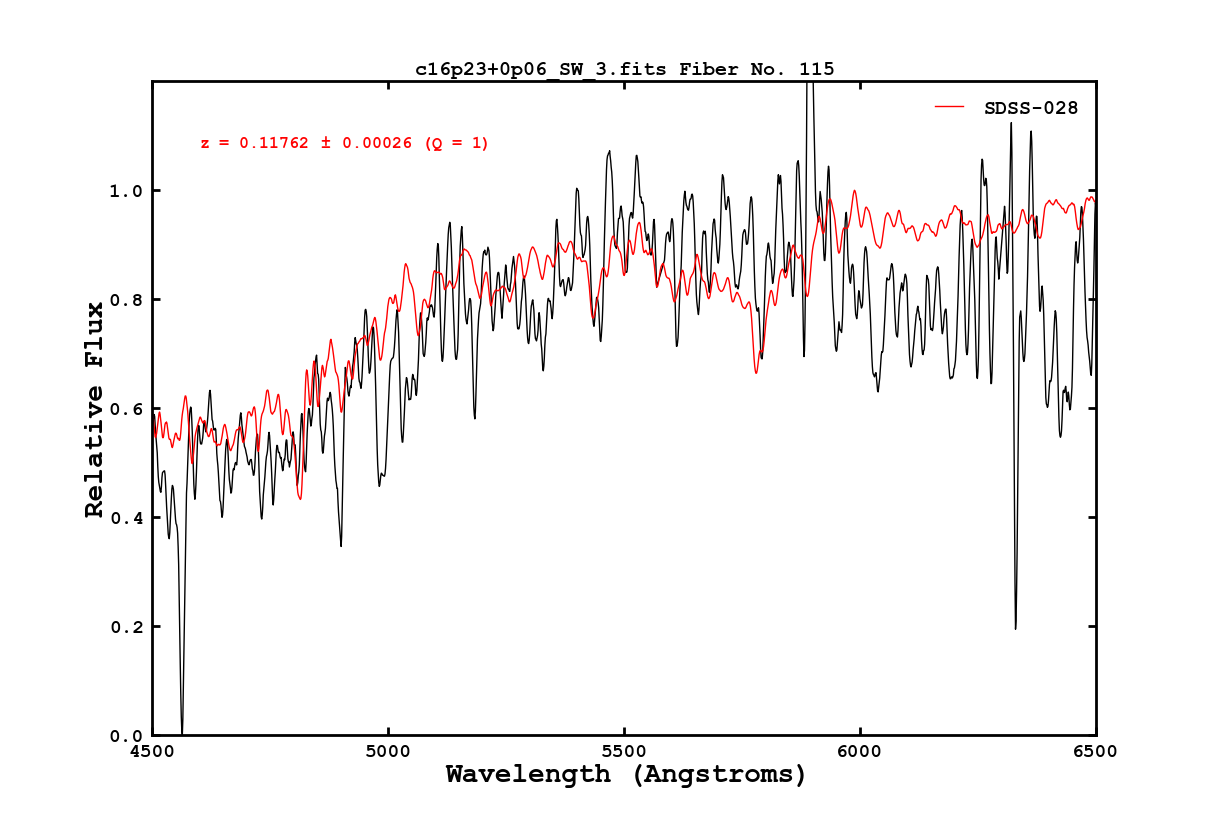 c16p23+0p06_SW_3.fits Fiber No. 115
SDSS-028
z = 0.11762 ± 0.00026 (Q = 1)
1.0
0.8
0.6
0.4
0.2
0.0
Relative Flux
4500 5000 5500 6000 6500
Wavelength (Angstroms)